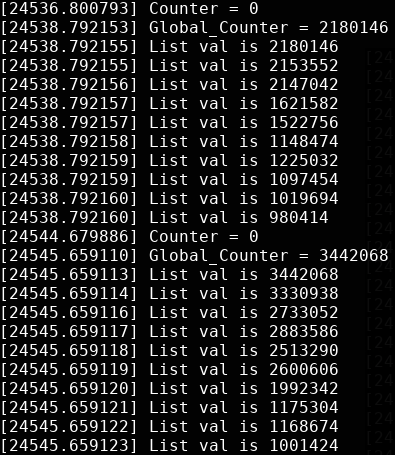 [24536.800793] Counter = 0
[24538.792153] Global_Counter = 2180146
[24538.792155] List val is 2180146
[24538.792155] List val is 2153552
[24538.792156] List val is 2147042
[24538.792157] List val is 1621582
[24538.792157] List val is 1522756
[24538.792158] List val is 1148474
[24538.792159] List val is 1225032
[24538.792159] List val is 1097454
[24538.792160] List val is 1019694
[24538.792160] List val is 980414
[24544.679886] Counter = 0
[24545.659110] Global_Counter = 3442068
[24545.659113] List val is 3442068
[24545.659114] List val is 3330938
[24545.659116] List val is 2733052
[24545.659117] List val is 2883586
[24545.659118] List val is 2513290
[24545.659119] List val is 2600606
[24545.659120] List val is 1992342
[24545.659121] List val is 1175304
[24545.659122] List val is 1168674
[24545.659123] List val is 1001424